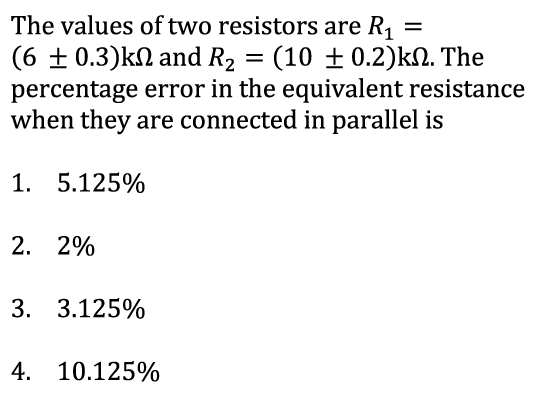 The values of two resistors are R₁ =
(6 ± 0.3)kΩ and R₂ = (10 ± 0.2)kΩ. The
percentage error in the equivalent resistance
when they are connected in parallel is
1. 5.125%
2. 2%
3. 3.125%
4. 10.125%